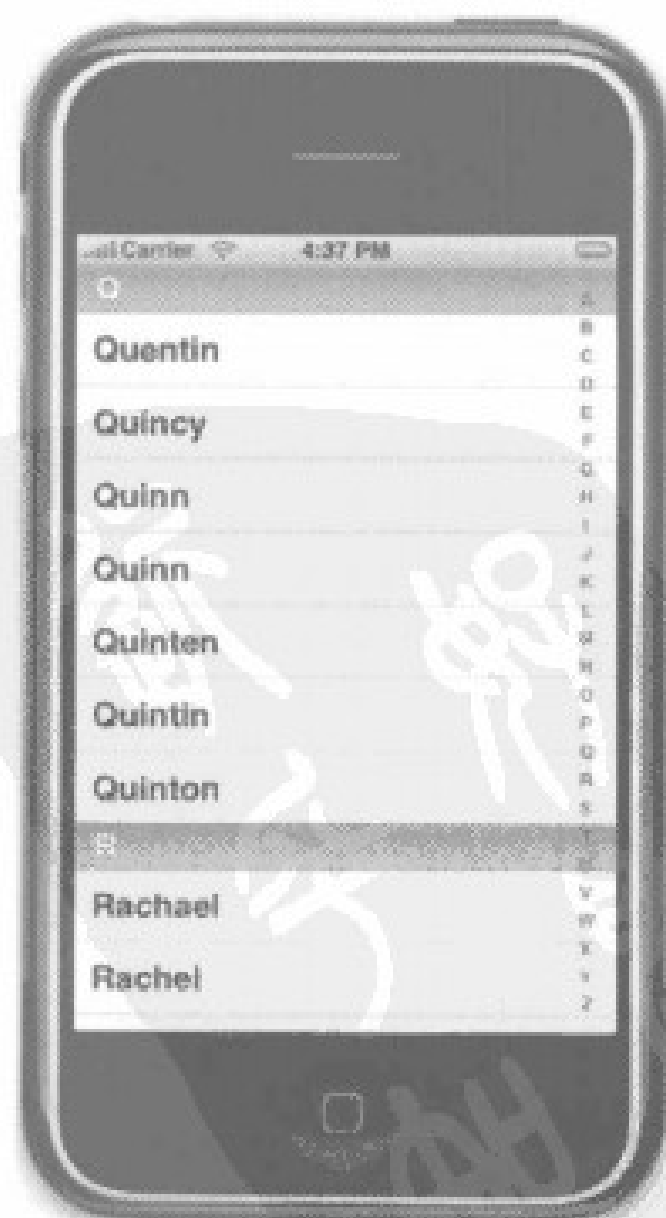 Carrier 4:37 PM
Q
Quentin
Quincy
Quinn
Quinn
Quinten
Quintin
Quinton
R
Rachael
Rachel
A
B
C
D
E
F
G
H
I
J
K
L
M
N
O
P
Q
R
S
T
U
V
W
X
Y
Z